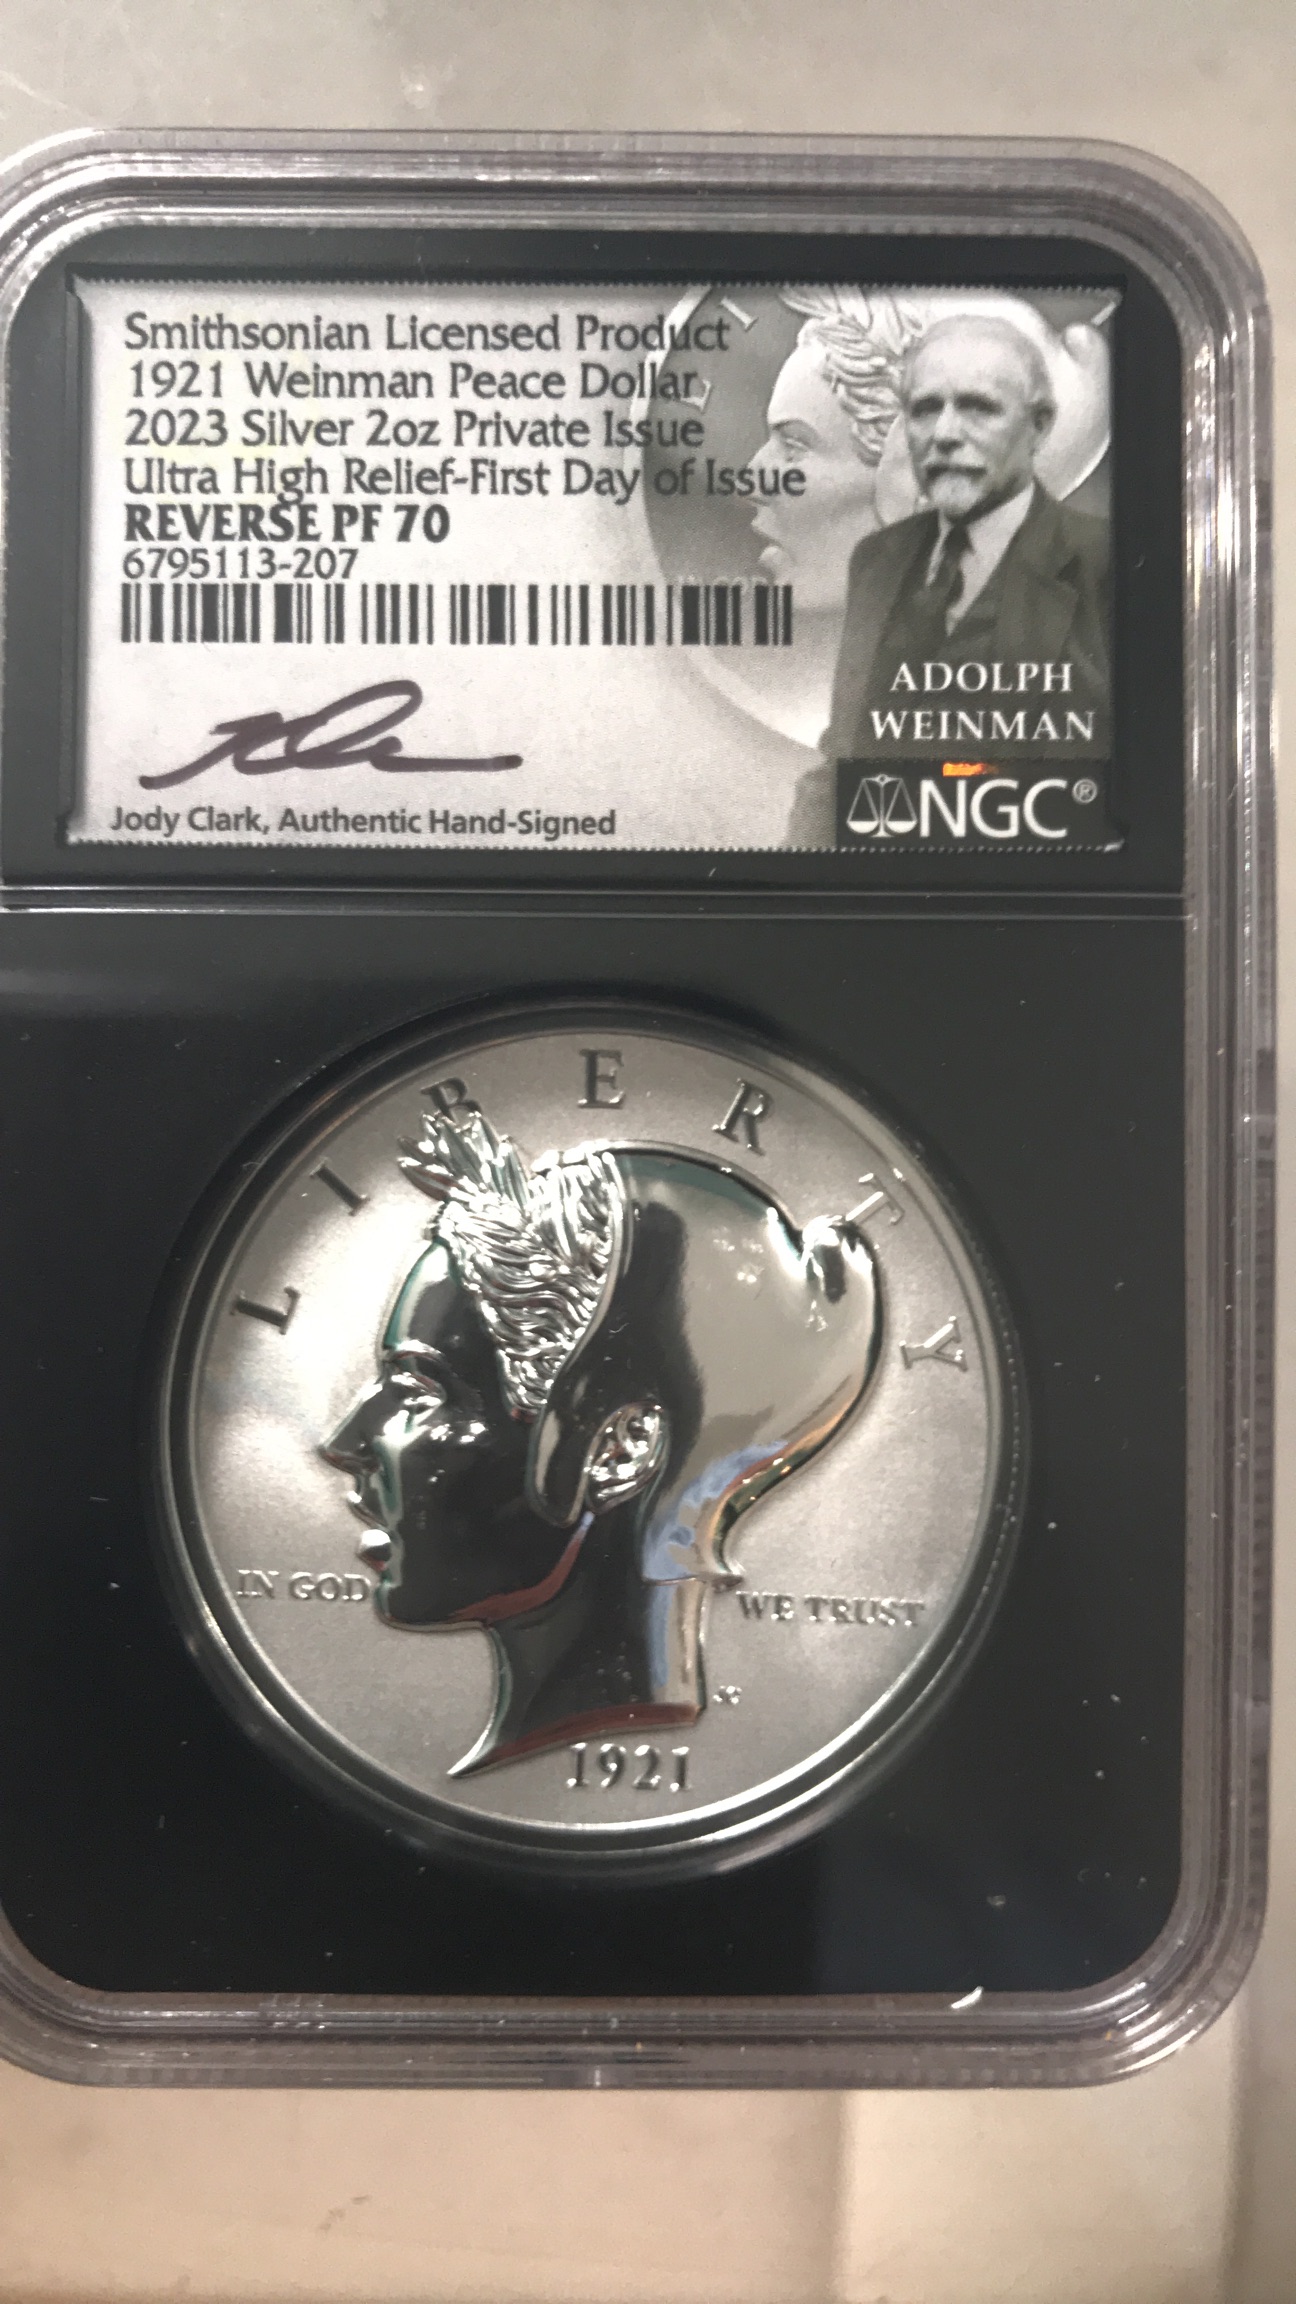 Smithsonian Licensed Product
1921 Weinman Peace Dollar
2023 Silver 2oz Private Issue
Ultra High Relief-First Day of Issue
REVERSE PF 70
6795113-207
Jody Clark, Authentic Hand-Signed
ADOLPH
WEINMAN
NGC®
LIBERTY
IN GOD WE TRUST
1921